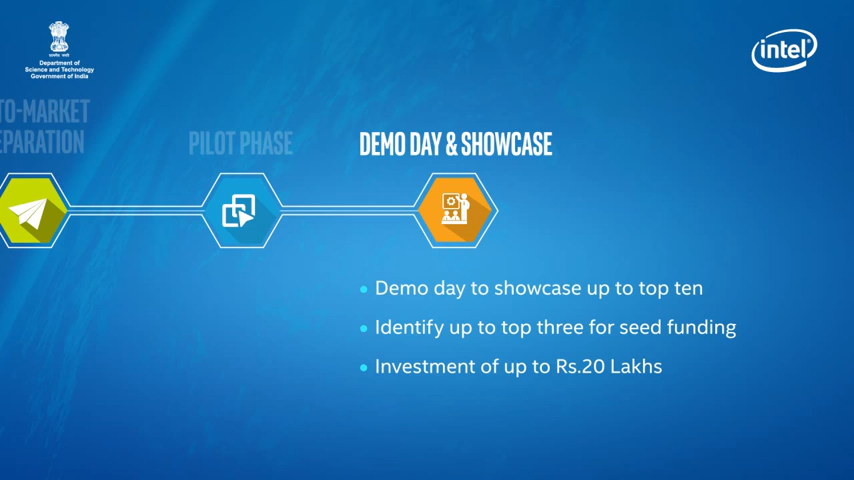 Department of
Science and Technology
Government of India
intel
TO-MARKET
PILOT PHASE
DEMO DAY & SHOWCASE
• Demo day to showcase up to top ten
• Identify up to top three for seed funding
• Investment of up to Rs.20 Lakhs